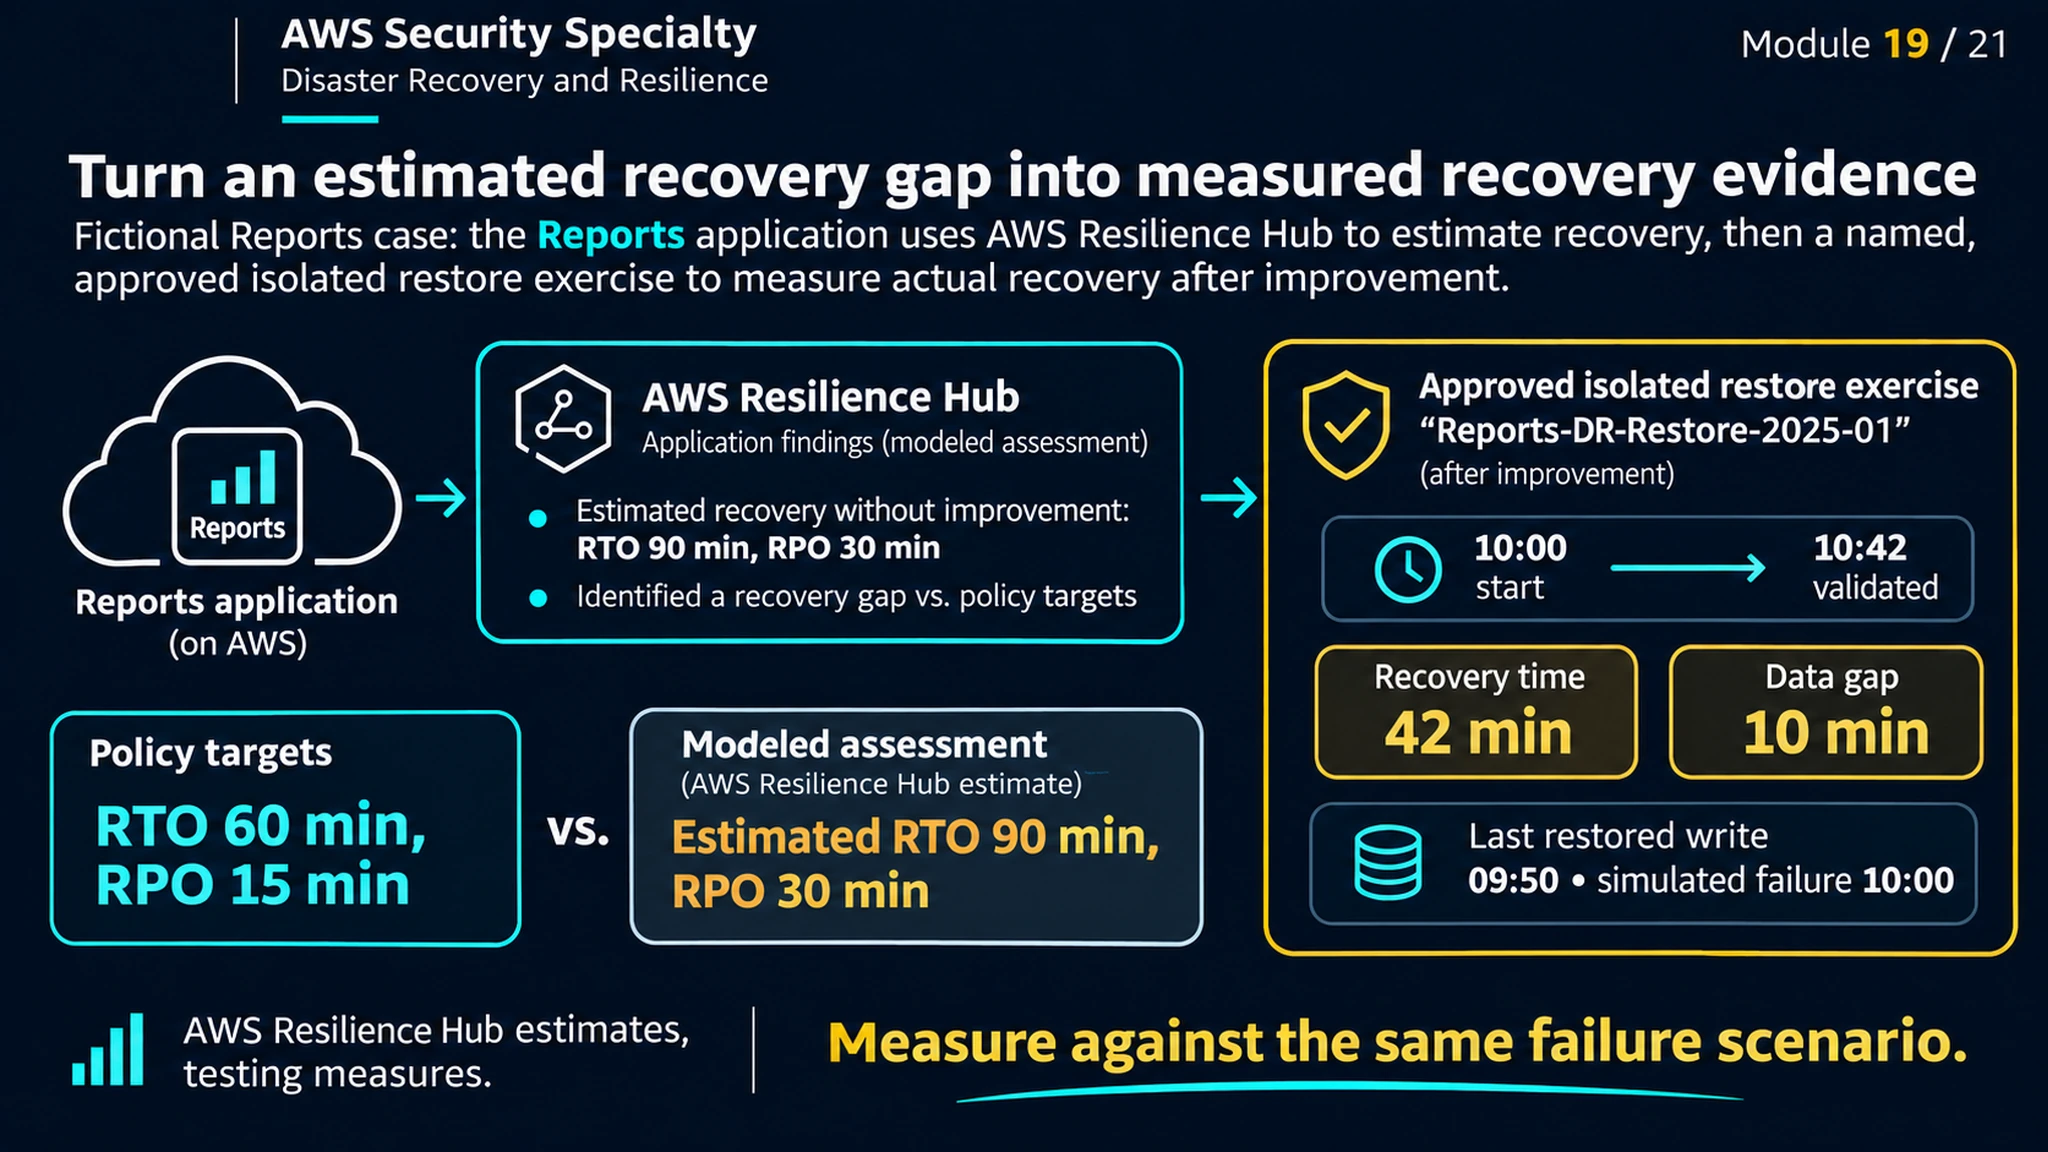 AWS Security Specialty
Disaster Recovery and Resilience
Module 19 / 21
Turn an estimated recovery gap into measured recovery evidence
Fictional Reports case: the Reports application uses AWS Resilience Hub to estimate recovery, then a named,
approved isolated restore exercise to measure actual recovery after improvement.
Reports
Reports application
(on AWS)
AWS Resilience Hub
Application findings (modeled assessment)
Estimated recovery without improvement:
RTO 90 min, RPO 30 min
Identified a recovery gap vs. policy targets
Approved isolated restore exercise
“Reports-DR-Restore-2025-01”
(after improvement)
10:00
start
10:42
validated
Recovery time
42 min
Data gap
10 min
Last restored write
09:50 • simulated failure 10:00
Policy targets
RTO 60 min,
RPO 15 min
vs.
Modeled assessment
(AWS Resilience Hub estimate)
Estimated RTO 90 min,
RPO 30 min
AWS Resilience Hub estimates,
testing measures.
Measure against the same failure scenario.